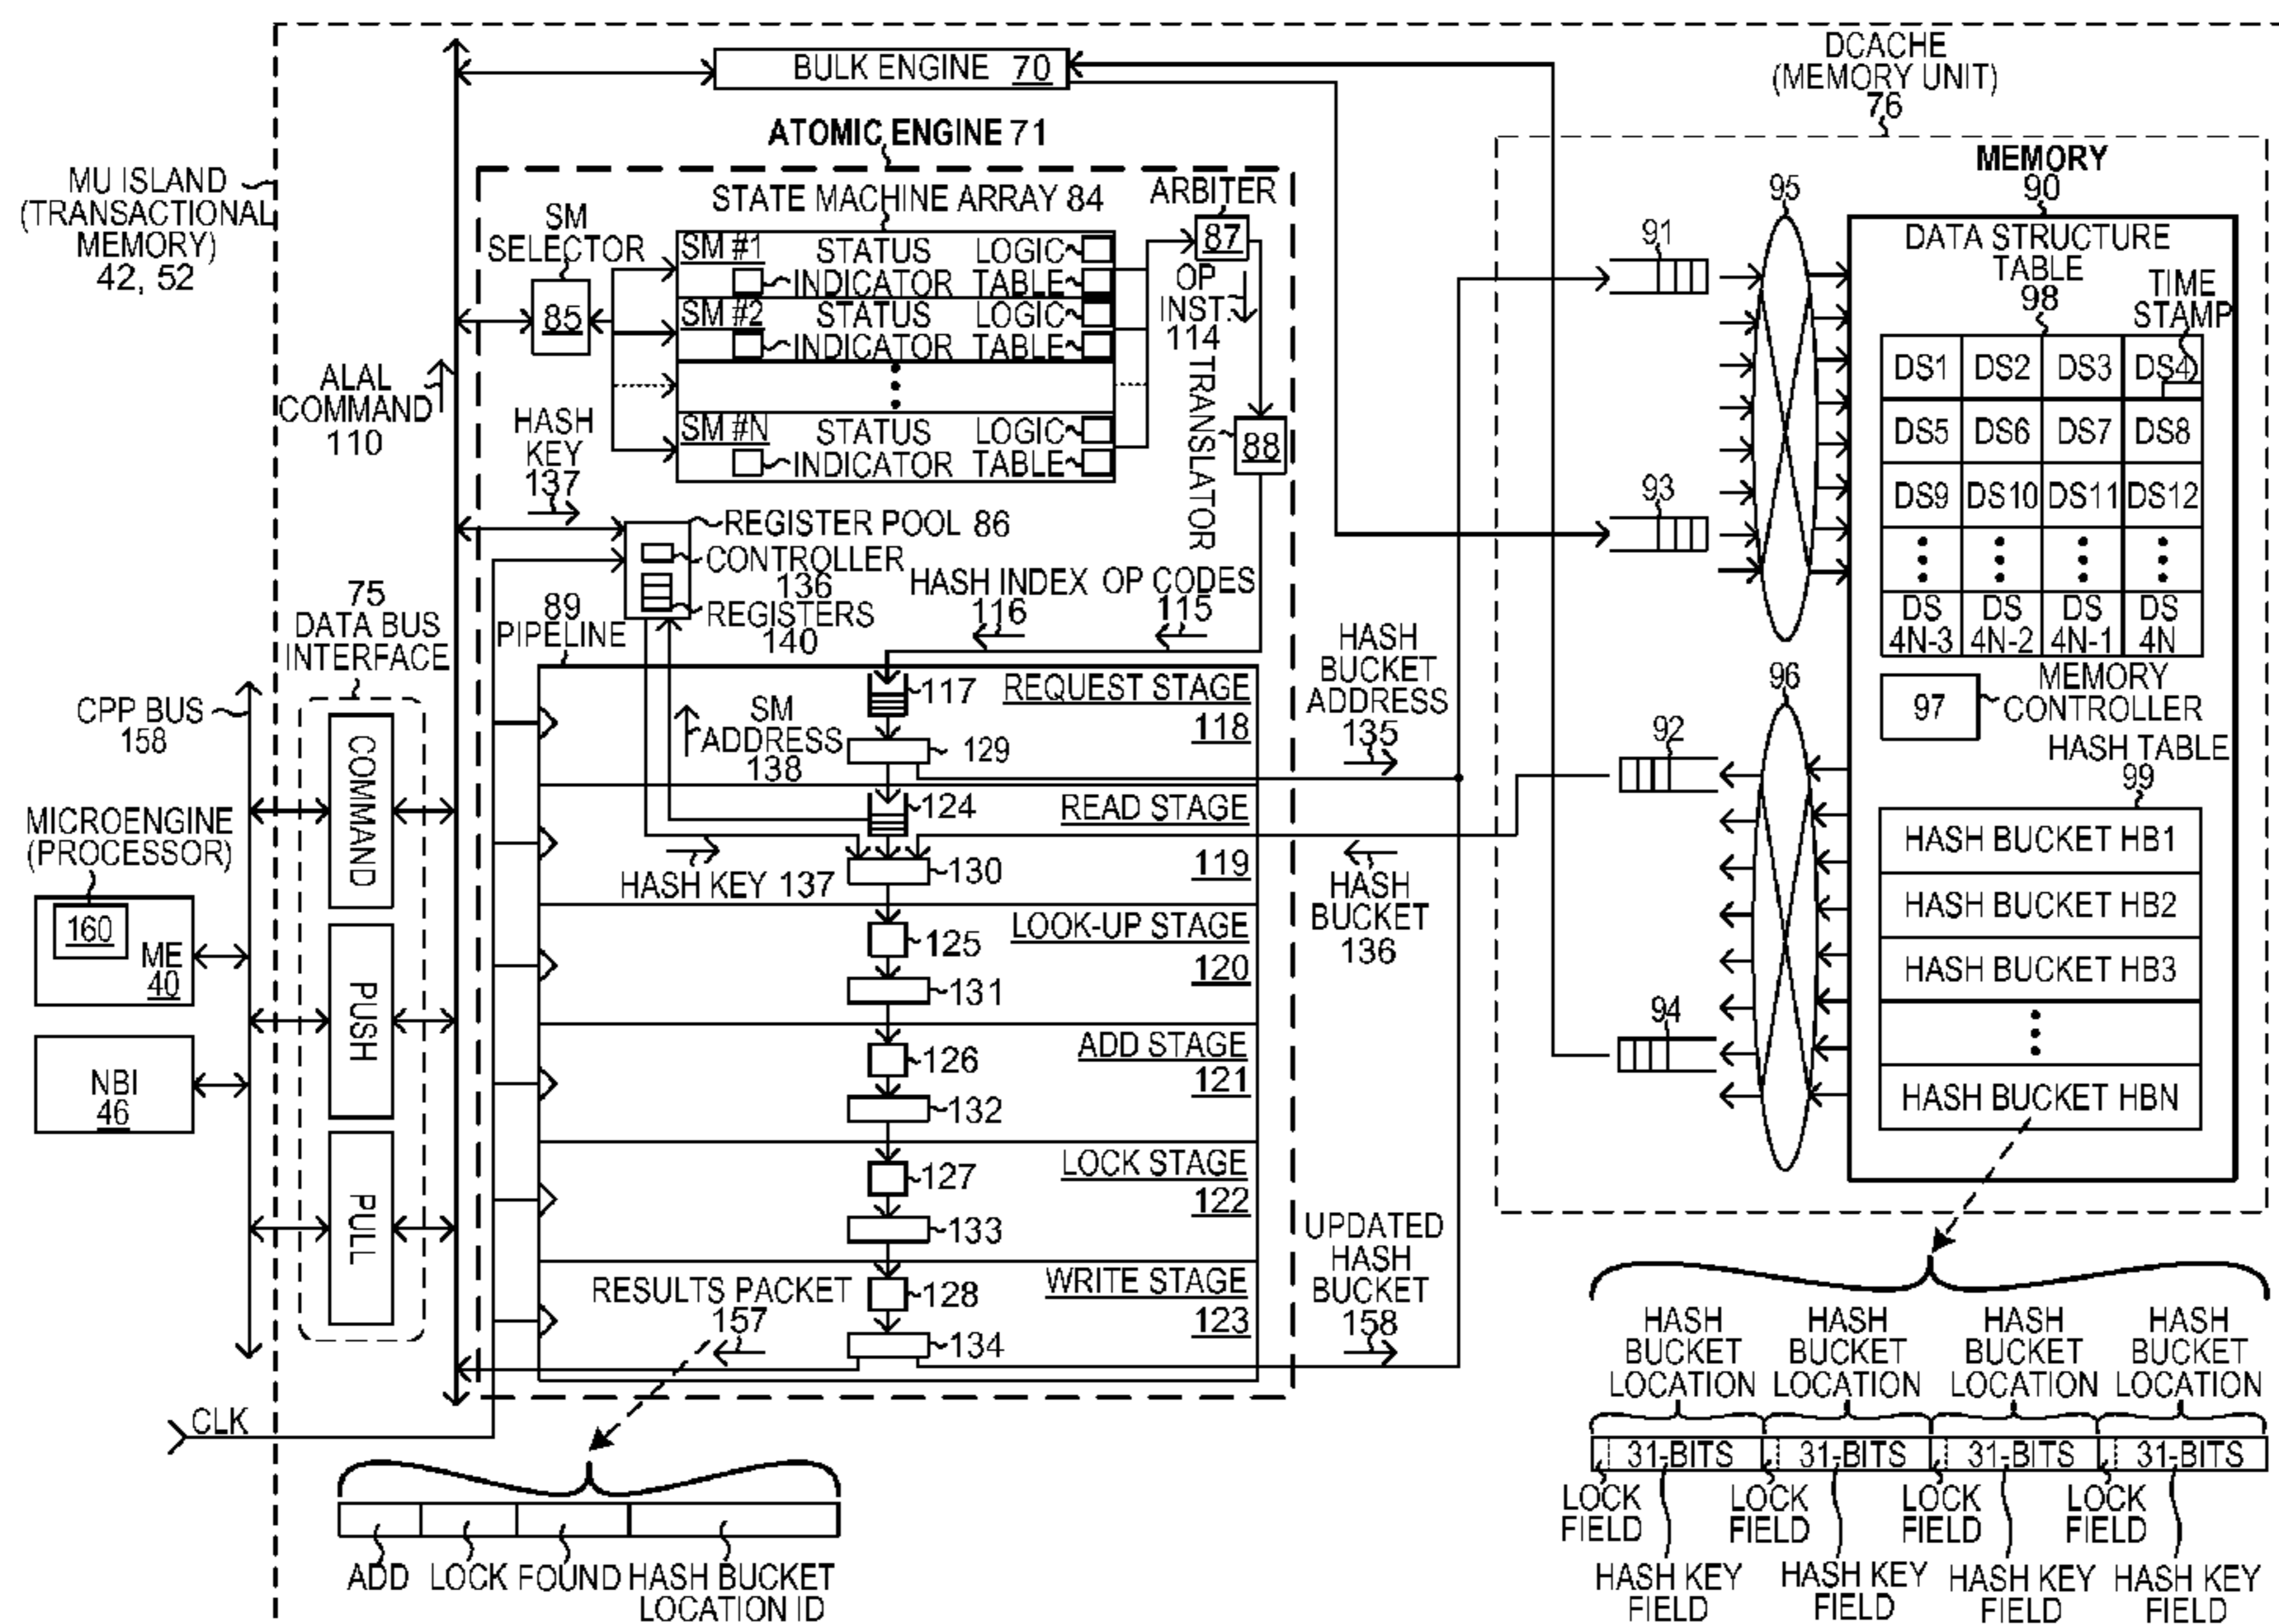 DCACHE
(MEMORY UNIT)
76
BULK ENGINE 70
ATOMIC ENGINE 71
MEMORY
90
MU ISLAND
(TRANSACTIONAL
MEMORY)
42, 52
STATE MACHINE ARRAY 84
ARBITER
87
SM
SELECTOR
85
SM #1 STATUS LOGIC
INDICATOR TABLE
SM #2 STATUS LOGIC
INDICATOR TABLE
SM #N STATUS LOGIC
INDICATOR TABLE
OP
INST.
114
TRANSLATOR
88
95
91
93
DATA STRUCTURE
TABLE
98
TIME
STAMP
DS1 DS2 DS3 DS4
DS5 DS6 DS7 DS8
DS9 DS10 DS11 DS12
DS DS DS DS
4N-3 4N-2 4N-1 4N
ALAL
COMMAND
110
HASH
KEY
137
REGISTER POOL 86
CONTROLLER
136
REGISTERS
140
HASH INDEX OP CODES
116 115
89
PIPELINE
75
DATA BUS
INTERFACE
HASH
BUCKET
ADDRESS
135
96
92
94
97
MEMORY
CONTROLLER
HASH TABLE
99
HASH BUCKET HB1
HASH BUCKET HB2
HASH BUCKET HB3
HASH BUCKET HBN
CPP BUS
158
COMMAND
PUSH
PULL
MICROENGINE
(PROCESSOR)
160
ME
40
NBI
46
SM
ADDRESS
138
117 REQUEST STAGE
118
129
124 READ STAGE
119
HASH KEY 137
130
HASH
BUCKET
136
125 LOOK-UP STAGE
120
131
126 ADD STAGE
121
132
127 LOCK STAGE
122
133
RESULTS PACKET
157
128 WRITE STAGE
123
134
UPDATED
HASH
BUCKET
158
CLK
ADD LOCK FOUND HASH BUCKET
LOCATION ID
HASH HASH HASH HASH
BUCKET BUCKET BUCKET BUCKET
LOCATION LOCATION LOCATION LOCATION
31-BITS 31-BITS 31-BITS 31-BITS
LOCK LOCK LOCK LOCK
FIELD FIELD FIELD FIELD
HASH KEY HASH KEY HASH KEY HASH KEY
FIELD FIELD FIELD FIELD